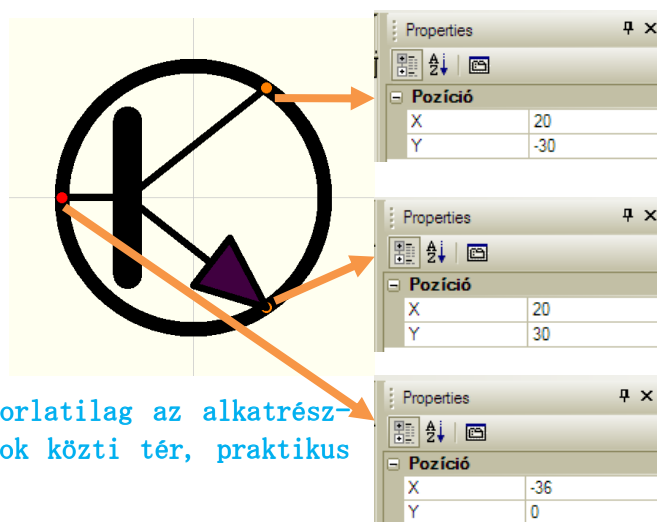 Properties
Pozíció
X 20
Y -30
Properties
Pozíció
X 20
Y 30
orlatilag az alkatrész-
ok közti tér, praktikus
Properties
Pozíció
X -36
Y 0